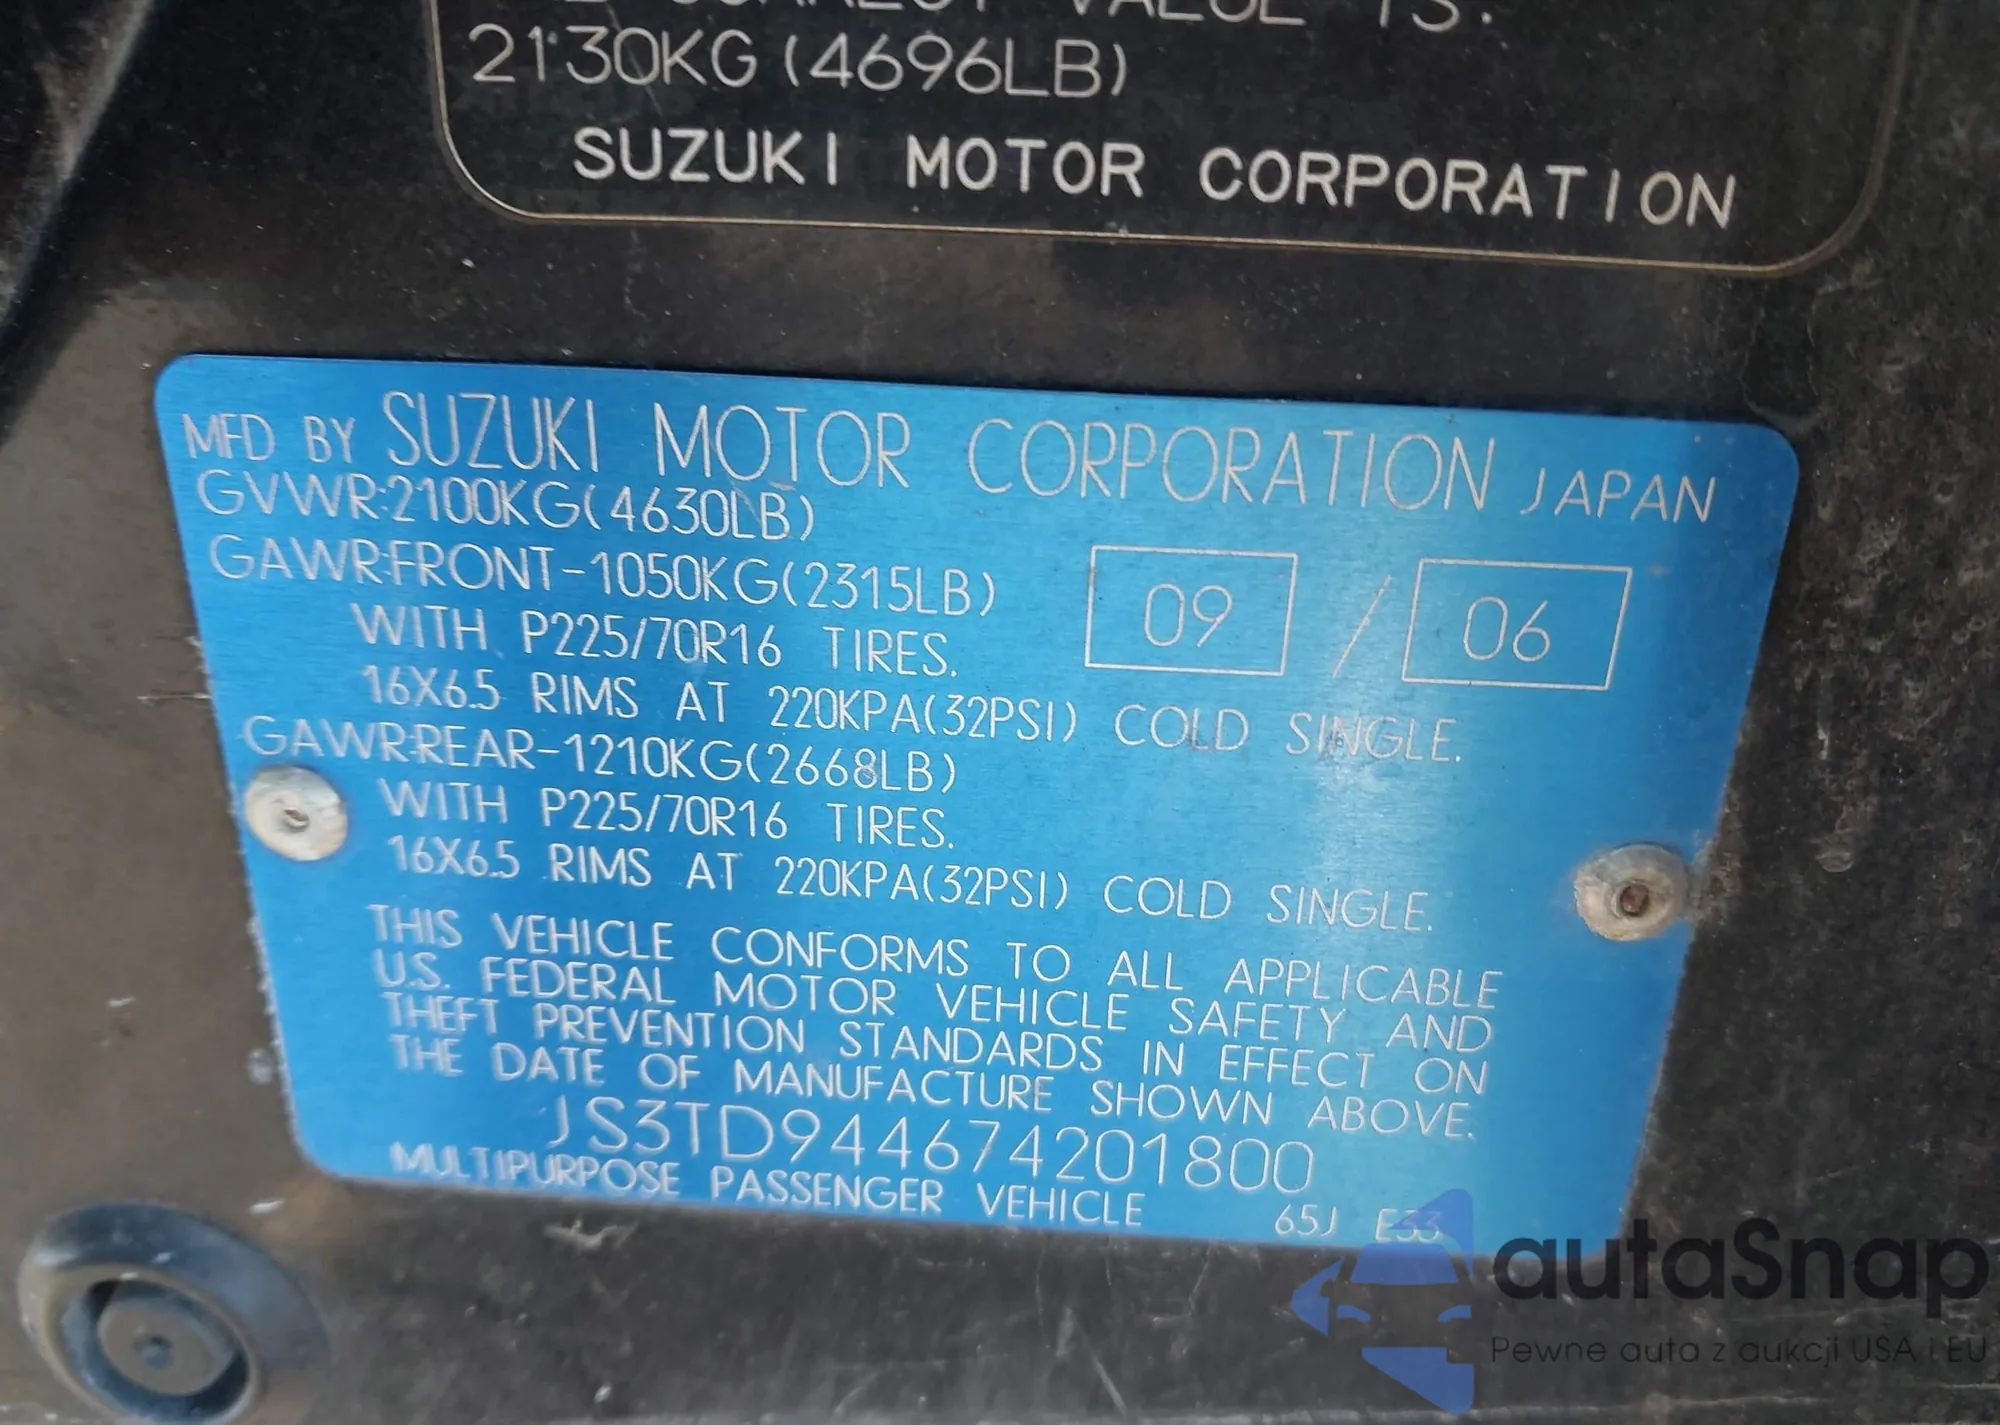 CORRECT VALUE IS:
2130KG(4696LB)
SUZUKI MOTOR CORPORATION
MFD BY SUZUKI MOTOR CORPORATION JAPAN
GVWR:2100KG(4630LB)
GAWR:FRONT-1050KG(2315LB)
09 / 06
WITH P225/70R16 TIRES.
16X6.5 RIMS AT 220KPA(32PSI) COLD SINGLE.
GAWR:REAR-1210KG(2668LB)
WITH P225/70R16 TIRES.
16X6.5 RIMS AT 220KPA(32PSI) COLD SINGLE.
THIS VEHICLE CONFORMS TO ALL APPLICABLE
U.S. FEDERAL MOTOR VEHICLE SAFETY AND
THEFT PREVENTION STANDARDS IN EFFECT ON
THE DATE OF MANUFACTURE SHOWN ABOVE.
JS3TD944674201800
MULTIPURPOSE PASSENGER VEHICLE 65J E33
autaSnap
Pewne auta z aukcji USA i EU